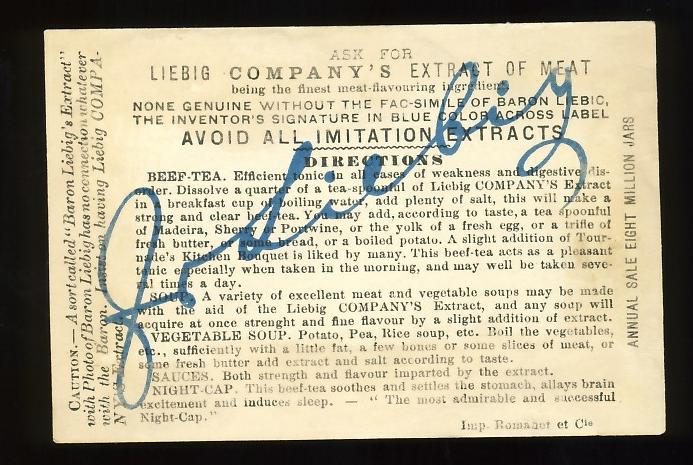 ASK FOR
LIEBIG COMPANY'S EXTRACT OF MEAT
being the finest meat-flavouring ingredient
NONE GENUINE WITHOUT THE FAC-SIMILE OF BARON LIEBIC,
THE INVENTOR'S SIGNATURE IN BLUE COLOR ACROSS LABEL
AVOID ALL IMITATION EXTRACTS
DIRECTIONS
BEEF-TEA. Efficient tonic in all cases of weakness and digestive dis-
order. Dissolve a quarter of a tea-spoonful of Liebig COMPANY'S Extract
in a breakfast cup of boiling water, add plenty of salt, this will make a
strong and clear beef-tea. You may add, according to taste, a tea spoonful
of Madeira, Sherry or Portwine, or the yolk of a fresh egg, or a trifle of
fresh butter, or some bread, or a boiled potato. A slight addition of Tour-
nade's Kitchen Bouquet is liked by many. This beef-tea acts as a pleasant
tonic especially when taken in the morning, and may well be taken seve-
ral times a day.
SOUPS. A variety of excellent meat and vegetable soups may be made
with the aid of the Liebig COMPANY'S Extract, and any soup will
acquire at once strenght and fine flavour by a slight addition of extract.
VEGETABLE SOUP. Potato, Pea, Rice soup, etc. Boil the vegetables,
etc., sufficiently with a little fat, a few bones or some slices of meat, or
some fresh butter add extract and salt according to taste.
SAUCES. Both strength and flavour imparted by the extract.
NIGHT-CAP. This beef-tea soothes and settles the stomach, allays brain
excitement and induces sleep. — "The most admirable and successful
Night-Cap."
Imp. Romanet et Cie
CAUTION.—A sort called "Baron Liebig's Extract"
with Photo of Baron Liebig has no connection whatever
with the Baron. Insist on having Liebig COMPA-
NY'S Extract.
ANNUAL SALE EIGHT MILLION JARS
J v Liebig